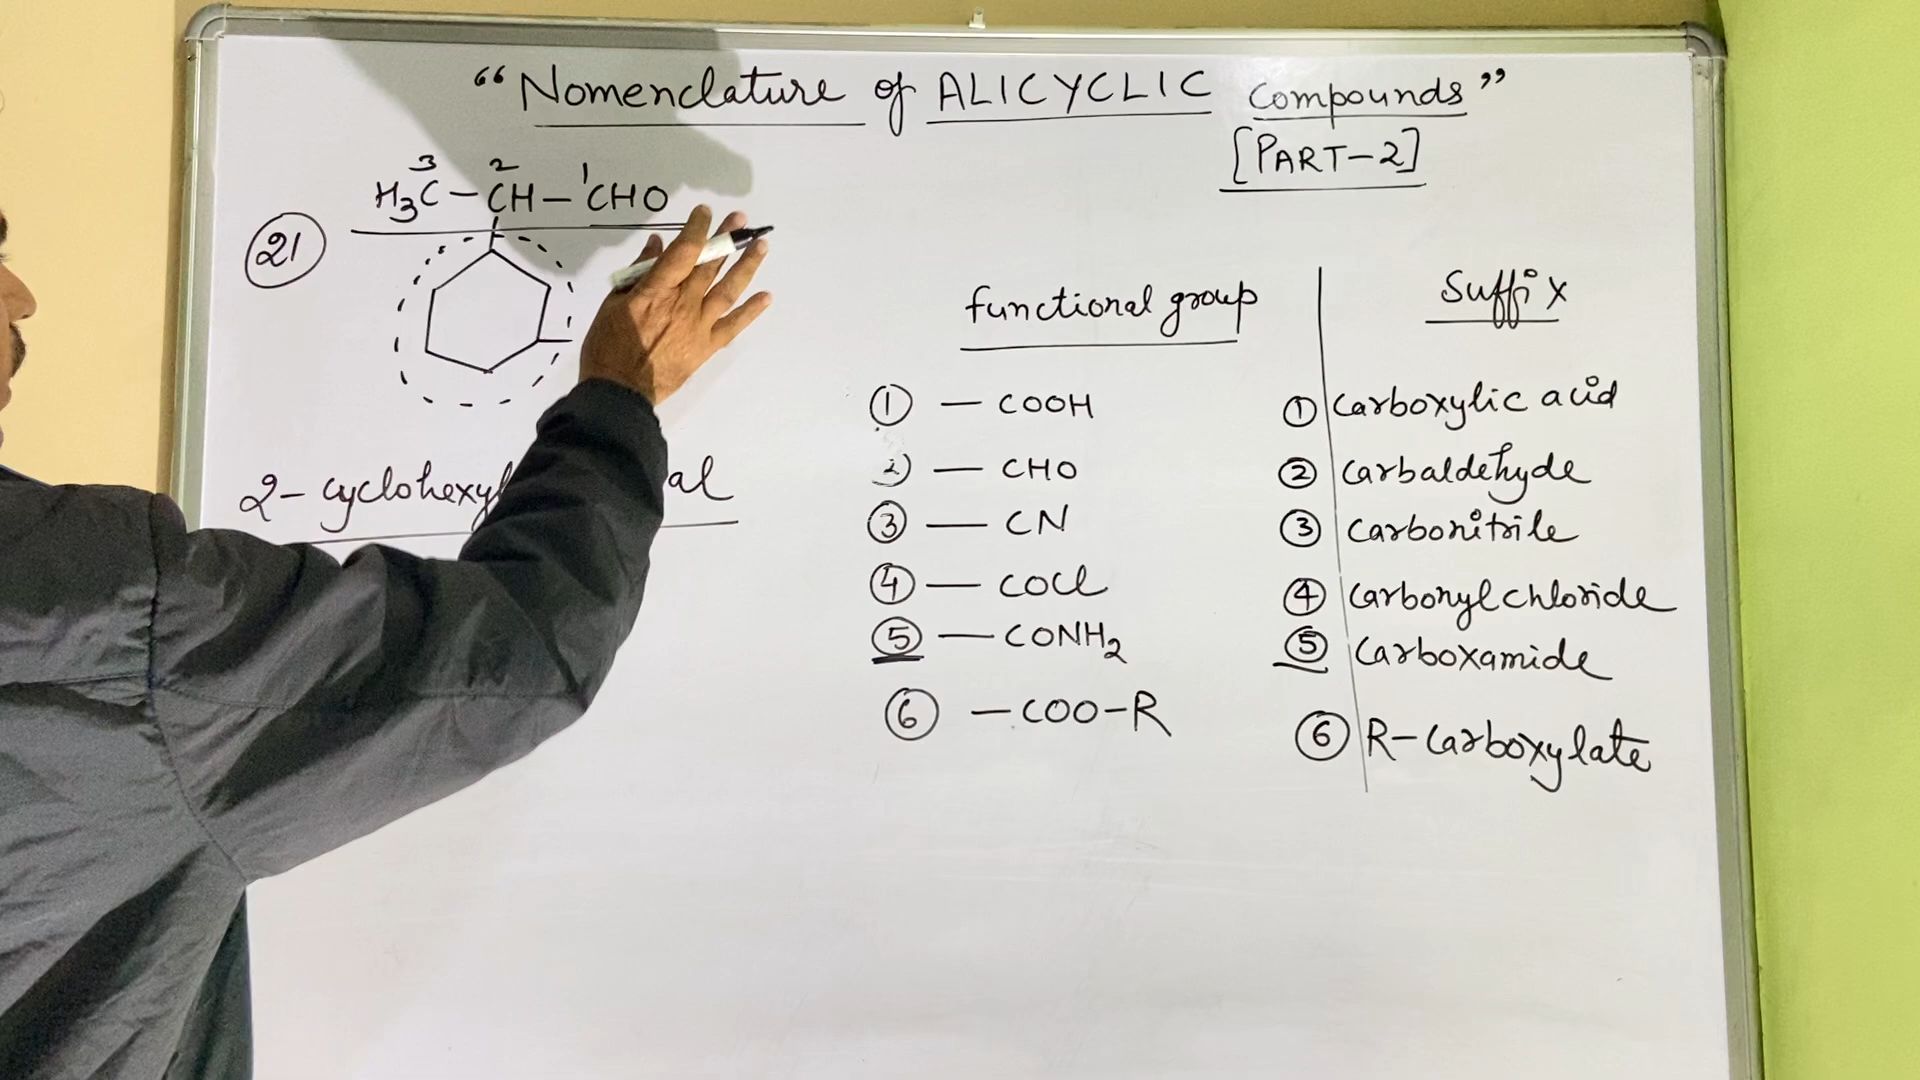 “Nomenclature of ALICYCLIC Compounds”
[PART-2]
3 2 1
H₃C - CH - CHO
21
2- cyclohexyl al
functional group
Suffix
① — COOH
① Carboxylic acid
2) — CHO
② Carbaldehyde
③ — CN
③ Carbonitrile
④ — COCl
④ Carbonyl chloride
⑤ — CONH₂
⑤ Carboxamide
⑥ — COO-R
⑥ R-Carboxylate